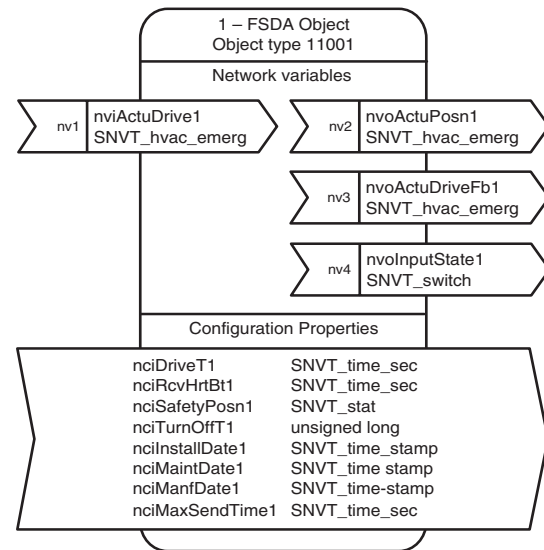 1 – FSDA Object
Object type 11001
Network variables
nv1 nviActuDrive1
SNVT_hvac_emerg
nv2 nvoActuPosn1
SNVT_hvac_emerg
nv3 nvoActuDriveFb1
SNVT_hvac_emerg
nv4 nvoInputState1
SNVT_switch
Configuration Properties
nciDriveT1 SNVT_time_sec
nciRcvHrtBt1 SNVT_time_sec
nciSafetyPosn1 SNVT_stat
nciTurnOffT1 unsigned long
nciInstallDate1 SNVT_time_stamp
nciMaintDate1 SNVT_time stamp
nciManfDate1 SNVT_time-stamp
nciMaxSendTime1 SNVT_time_sec